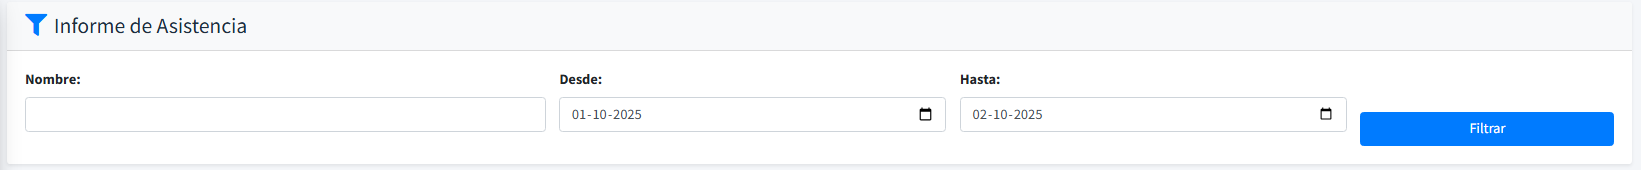 Informe de Asistencia
Nombre: Desde: Hasta:
01-10-2025 02-10-2025
Filtrar